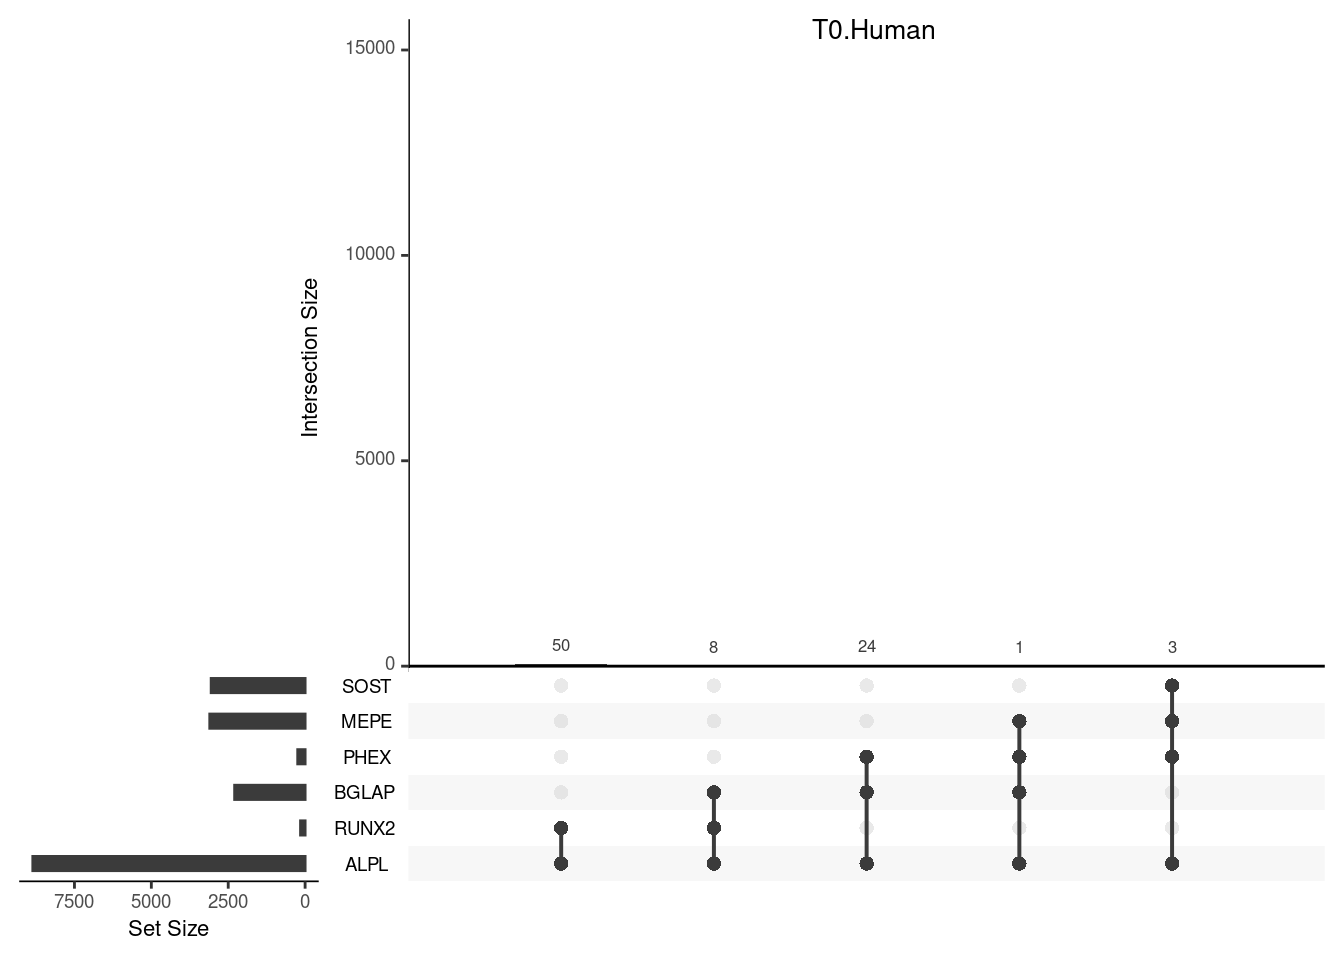 T0.Human
15000
10000
5000
0
Intersection Size
50 8 24 1 3
SOST
MEPE
PHEX
BGLAP
RUNX2
ALPL
7500 5000 2500 0
Set Size